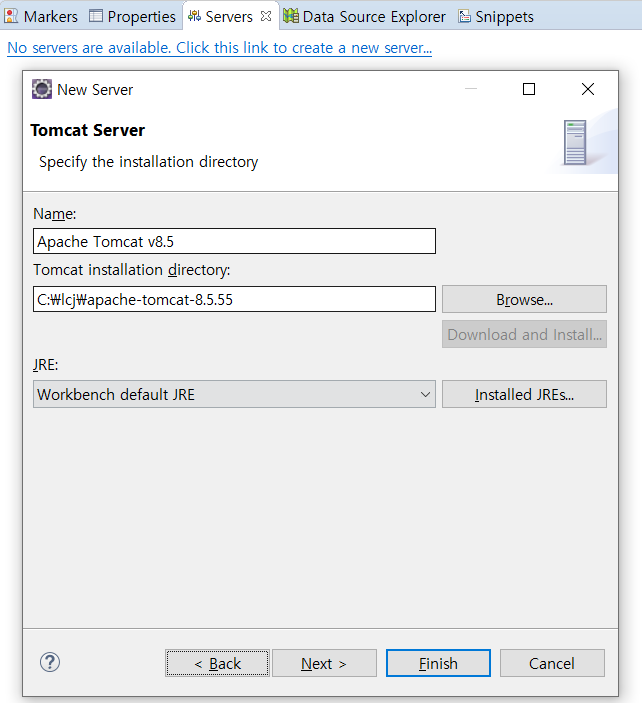 Markers Properties Servers Data Source Explorer Snippets
No servers are available. Click this link to create a new server...
New Server
Tomcat Server
Specify the installation directory
Name:
Apache Tomcat v8.5
Tomcat installation directory:
C:₩lcj₩apache-tomcat-8.5.55
Browse...
Download and Install...
JRE:
Workbench default JRE
Installed JREs...
? < Back Next > Finish Cancel